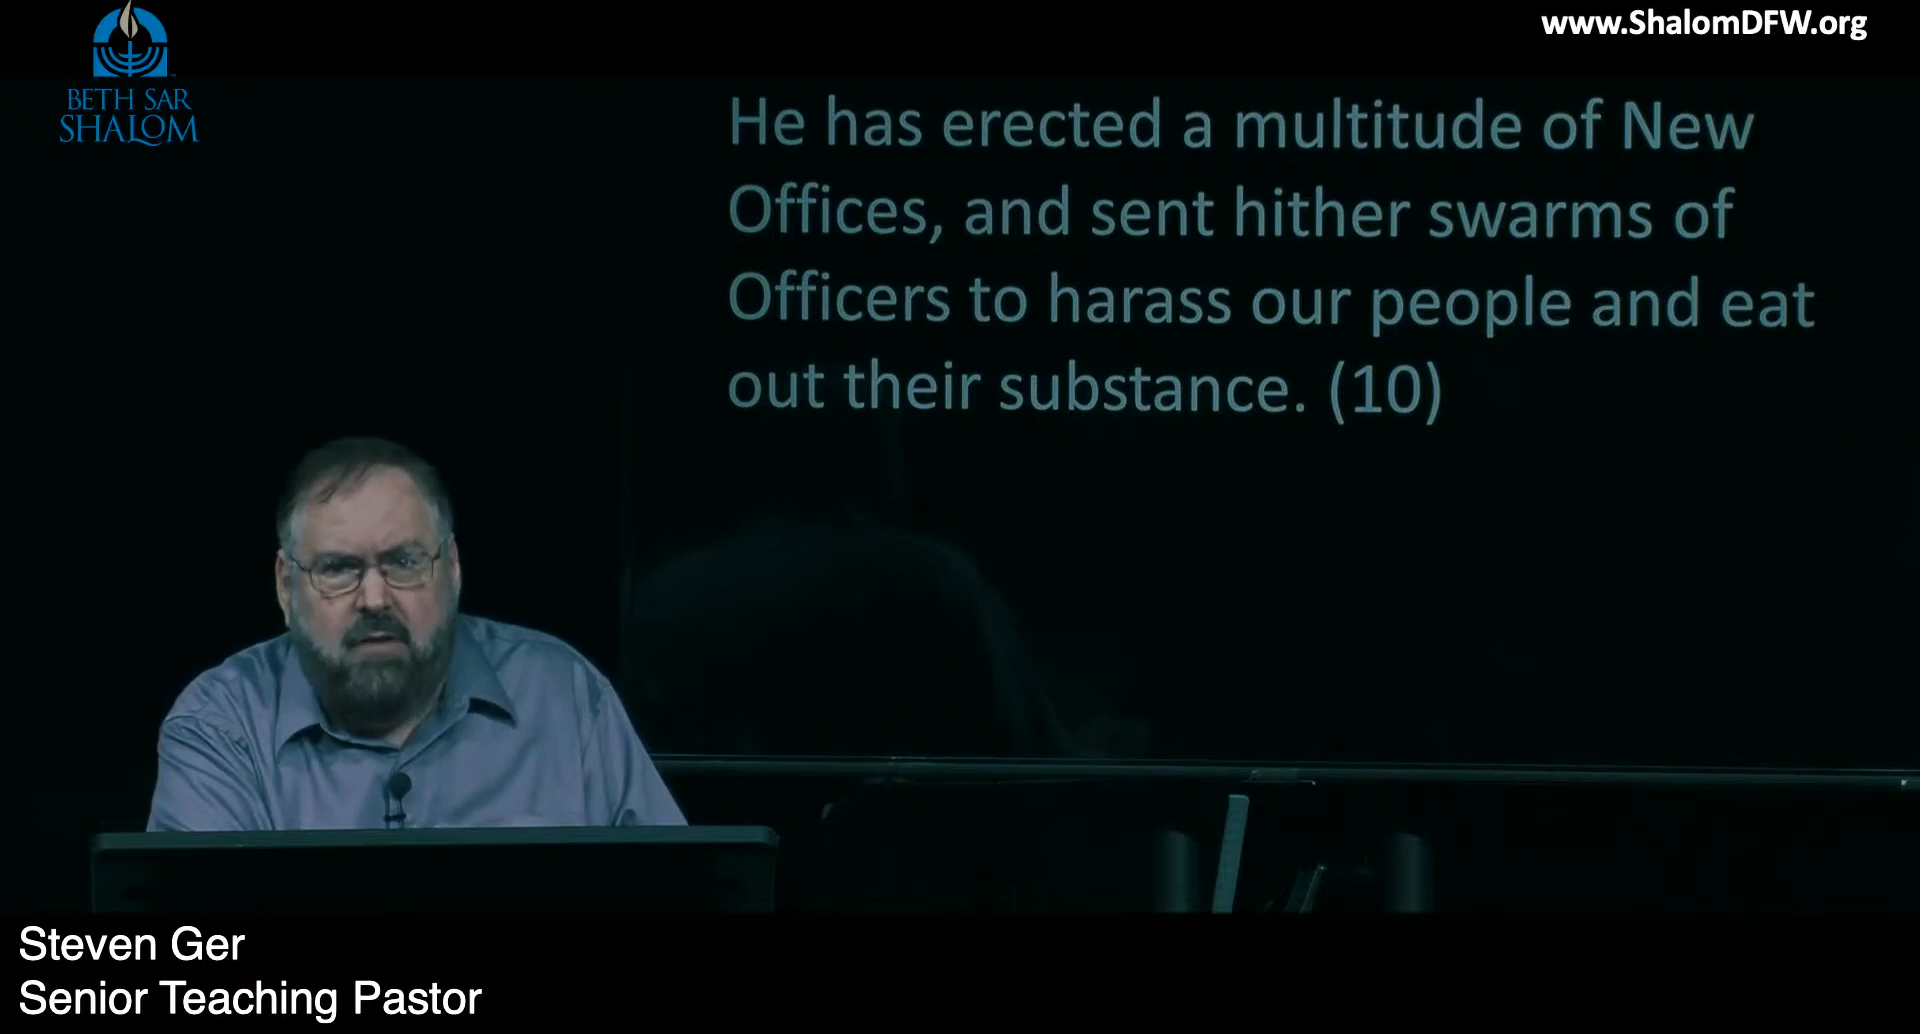 www.ShalomDFW.org
BETH SAR
SHALOM
He has erected a multitude of New
Offices, and sent hither swarms of
Officers to harass our people and eat
out their substance. (10)
Steven Ger
Senior Teaching Pastor